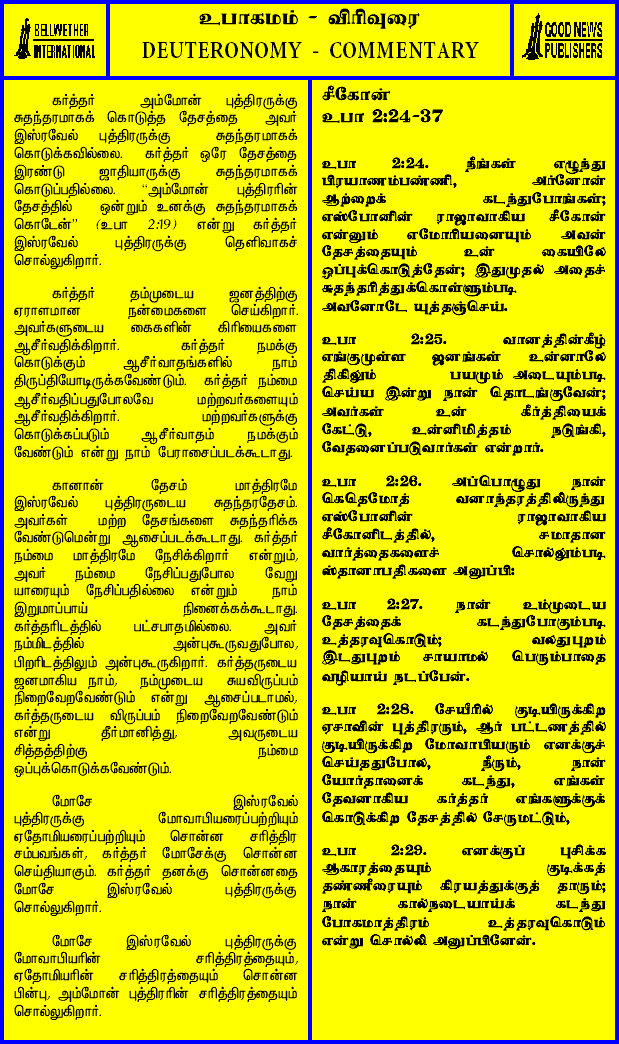 BELLWETHER
INTERNATIONAL
உபாகமம் - விரிவுரை
DEUTERONOMY - COMMENTARY
GOOD NEWS
PUBLISHERS
கர்த்தர் அம்மோன் புத்திரருக்கு
சுதந்தரமாகக் கொடுத்த தேசத்தை அவர்
இஸ்ரவேல் புத்திரருக்கு சுதந்தரமாகக்
கொடுக்கவில்லை. கர்த்தர் ஒரே தேசத்தை
இரண்டு ஜாதியாருக்கு சுதந்தரமாகக்
கொடுப்பதில்லை. “அம்மோன் புத்திரரின்
தேசத்தில் ஒன்றும் உனக்கு சுதந்தரமாகக்
கொடேன்” (உபா 2:19) என்று கர்த்தர்
இஸ்ரவேல் புத்திரருக்கு தெளிவாகச்
சொல்லுகிறார்.
கர்த்தர் தம்முடைய ஜனத்திற்கு
ஏராளமான நன்மைகளை செய்கிறார்.
அவர்களுடைய கைகளின் கிரியைகளை
ஆசீர்வதிக்கிறார். கர்த்தர் நமக்கு
கொடுக்கும் ஆசீர்வாதங்களில் நாம்
திருப்தியோடிருக்கவேண்டும். கர்த்தர் நம்மை
ஆசீர்வதிப்பதுபோலவே மற்றவர்களையும்
ஆசீர்வதிக்கிறார். மற்றவர்களுக்கு
கொடுக்கப்படும் ஆசீர்வாதம் நமக்கும்
வேண்டும் என்று நாம் பேராசைப்படக்கூடாது.
கானான் தேசம் மாத்திரமே
இஸ்ரவேல் புத்திரருடைய சுதந்தரதேசம்.
அவர்கள் மற்ற தேசங்களை சுதந்தரிக்க
வேண்டுமென்று ஆசைப்படக்கூடாது. கர்த்தர்
நம்மை மாத்திரமே நேசிக்கிறார் என்றும்,
அவர் நம்மை நேசிப்பதுபோல வேறு
யாரையும் நேசிப்பதில்லை என்றும் நாம்
இறுமாப்பாய் நினைக்கக்கூடாது.
கர்த்தரிடத்தில் பட்சபாதமில்லை. அவர்
நம்மிடத்தில் அன்புகூருவதுபோல,
பிறரிடத்திலும் அன்புகூருகிறார். கர்த்தருடைய
ஜனமாகிய நாம், நம்முடைய சுயவிருப்பம்
நிறைவேறவேண்டும் என்று ஆசைப்படாமல்,
கர்த்தருடைய விருப்பம் நிறைவேறவேண்டும்
என்று தீர்மானித்து, அவருடைய
சித்தத்திற்கு நம்மை
ஒப்புக்கொடுக்கவேண்டும்.
மோசே இஸ்ரவேல்
புத்திரருக்கு மோவாபியரைப்பற்றியும்
ஏதோமியரைப்பற்றியும் சொன்ன சரித்திர
சம்பவங்கள், கர்த்தர் மோசேக்கு சொன்ன
செய்தியாகும். கர்த்தர் தனக்கு சொன்னதை
மோசே இஸ்ரவேல் புத்திரருக்கு
சொல்லுகிறார்.
மோசே இஸ்ரவேல் புத்திரருக்கு
மோவாபியரின் சரித்திரத்தையும்,
ஏதோமியரின் சரித்திரத்தையும் சொன்ன
பின்பு, அம்மோன் புத்திரரின் சரித்திரத்தையும்
சொல்லுகிறார்.
சீகோன்
உபா 2:24-37
உபா 2:24. நீங்கள் எழுந்து
பிரயாணம்பண்ணி, அர்னோன்
ஆற்றைக் கடந்துபோங்கள்;
எஸ்போனின் ராஜாவாகிய சீகோன்
என்னும் எமோரியனையும் அவன்
தேசத்தையும் உன் கையிலே
ஒப்புக்கொடுத்தேன்; இதுமுதல் அதைச்
சுதந்தரித்துக்கொள்ளும்படி
அவனோடே யுத்தஞ்செய்.
உபா 2:25. வானத்தின்கீழ்
எங்குமுள்ள ஜனங்கள் உன்னாலே
திகிலும் பயமும் அடையும்படி
செய்ய இன்று நான் தொடங்குவேன்;
அவர்கள் உன் கீர்த்தியைக்
கேட்டு, உன்னிமித்தம் நடுங்கி,
வேதனைப்படுவார்கள் என்றார்.
உபா 2:26. அப்பொழுது நான்
கெதெமோத் வனாந்தரத்திலிருந்து
எஸ்போனின் ராஜாவாகிய
சீகோனிடத்தில், சமாதான
வார்த்தைகளைச் சொல்லும்படி
ஸ்தானாபதிகளை அனுப்பி:
உபா 2:27. நான் உம்முடைய
தேசத்தைக் கடந்துபோகும்படி
உத்தரவுகொடும்; வலதுபுறம்
இடதுபுறம் சாயாமல் பெரும்பாதை
வழியாய் நடப்பேன்.
உபா 2:28. சேயீரில் குடியிருக்கிற
ஏசாவின் புத்திரரும், ஆர் பட்டணத்தில்
குடியிருக்கிற மோவாபியரும் எனக்குச்
செய்ததுபோல, நீரும், நான்
யோர்தானைக் கடந்து, எங்கள்
தேவனாகிய கர்த்தர் எங்களுக்குக்
கொடுக்கிற தேசத்தில் சேருமட்டும்,
உபா 2:29. எனக்குப் புசிக்க
ஆகாரத்தையும் குடிக்கத்
தண்ணீரையும் கிரயத்துக்குத் தாரும்;
நான் கால்நடையாய்க் கடந்து
போகமாத்திரம் உத்தரவுகொடும்
என்று சொல்லி அனுப்பினேன்.